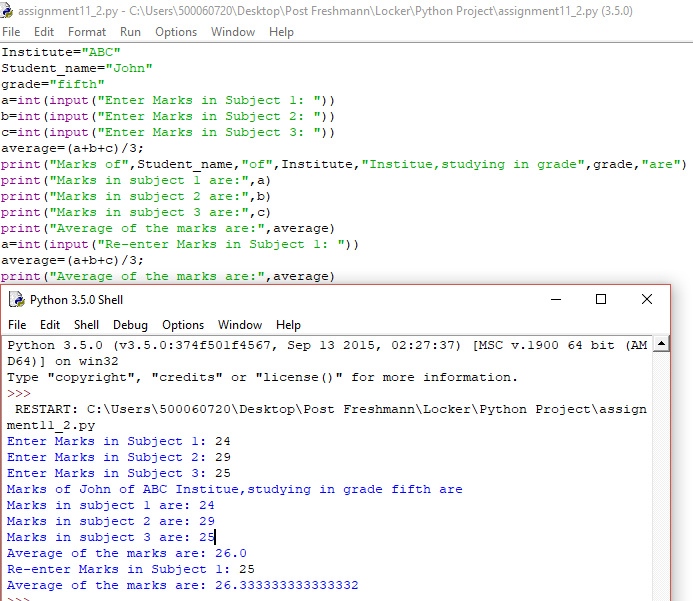 assignment11_2.py - C:\Users\500060720\Desktop\Post Freshmann\Locker\Python Project\assignment11_2.py (3.5.0)
File Edit Format Run Options Window Help
Institute="ABC"
Student_name="John"
grade="fifth"
a=int(input("Enter Marks in Subject 1: "))
b=int(input("Enter Marks in Subject 2: "))
c=int(input("Enter Marks in Subject 3: "))
average=(a+b+c)/3;
print("Marks of",Student_name,"of",Institute,"Institue,studying in grade",grade,"are")
print("Marks in subject 1 are:",a)
print("Marks in subject 2 are:",b)
print("Marks in subject 3 are:",c)
print("Average of the marks are:",average)
a=int(input("Re-enter Marks in Subject 1: "))
average=(a+b+c)/3;
print("Average of the marks are:",average)
Python 3.5.0 Shell
File Edit Shell Debug Options Window Help
Python 3.5.0 (v3.5.0:374f501f4567, Sep 13 2015, 02:27:37) [MSC v.1900 64 bit (AM
D64)] on win32
Type "copyright", "credits" or "license()" for more information.
>>>
 RESTART: C:\Users\500060720\Desktop\Post Freshmann\Locker\Python Project\assign
ment11_2.py
Enter Marks in Subject 1: 24
Enter Marks in Subject 2: 29
Enter Marks in Subject 3: 25
Marks of John of ABC Institue,studying in grade fifth are
Marks in subject 1 are: 24
Marks in subject 2 are: 29
Marks in subject 3 are: 25
Average of the marks are: 26.0
Re-enter Marks in Subject 1: 25
Average of the marks are: 26.333333333333332
>>>